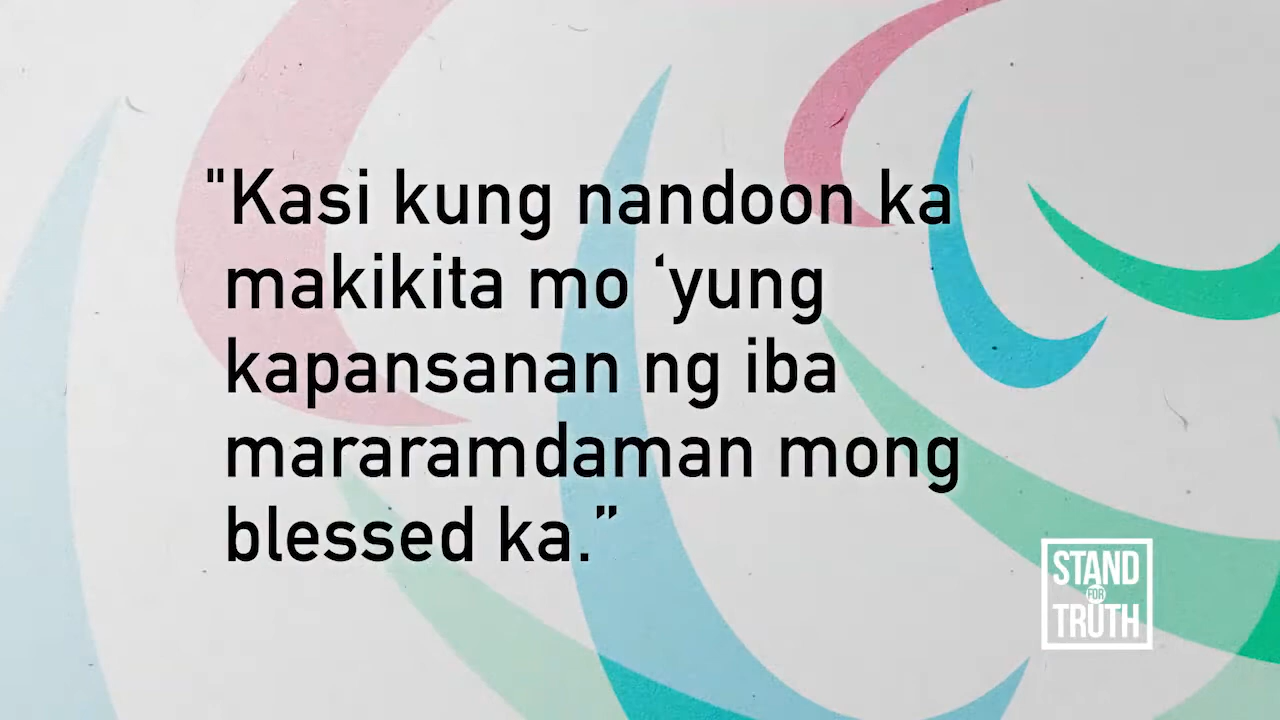 "Kasi kung nandoon ka
makikita mo ‘yung
kapansanan ng iba
mararamdaman mong
blessed ka.”
STAND
FOR
TRUTH